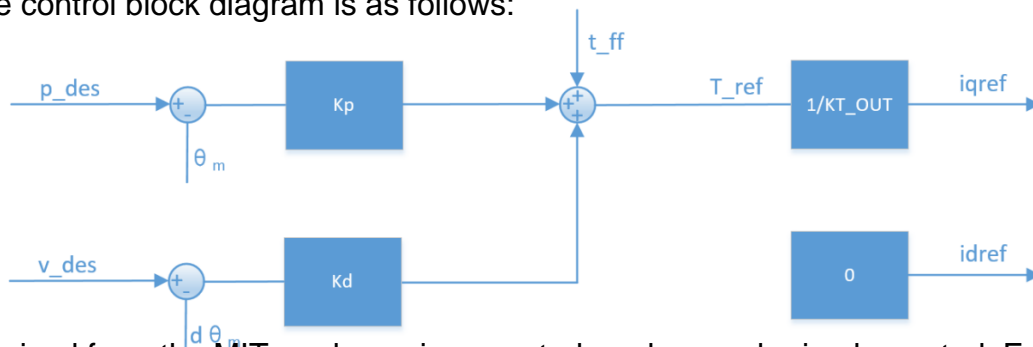 e control block diagram is as follows:
t_ff
p_des
+
-
Kp
+
+
+
T_ref
1/KT_OUT
iqref
θ m
v_des
+
-
Kd
0
idref
d θ m